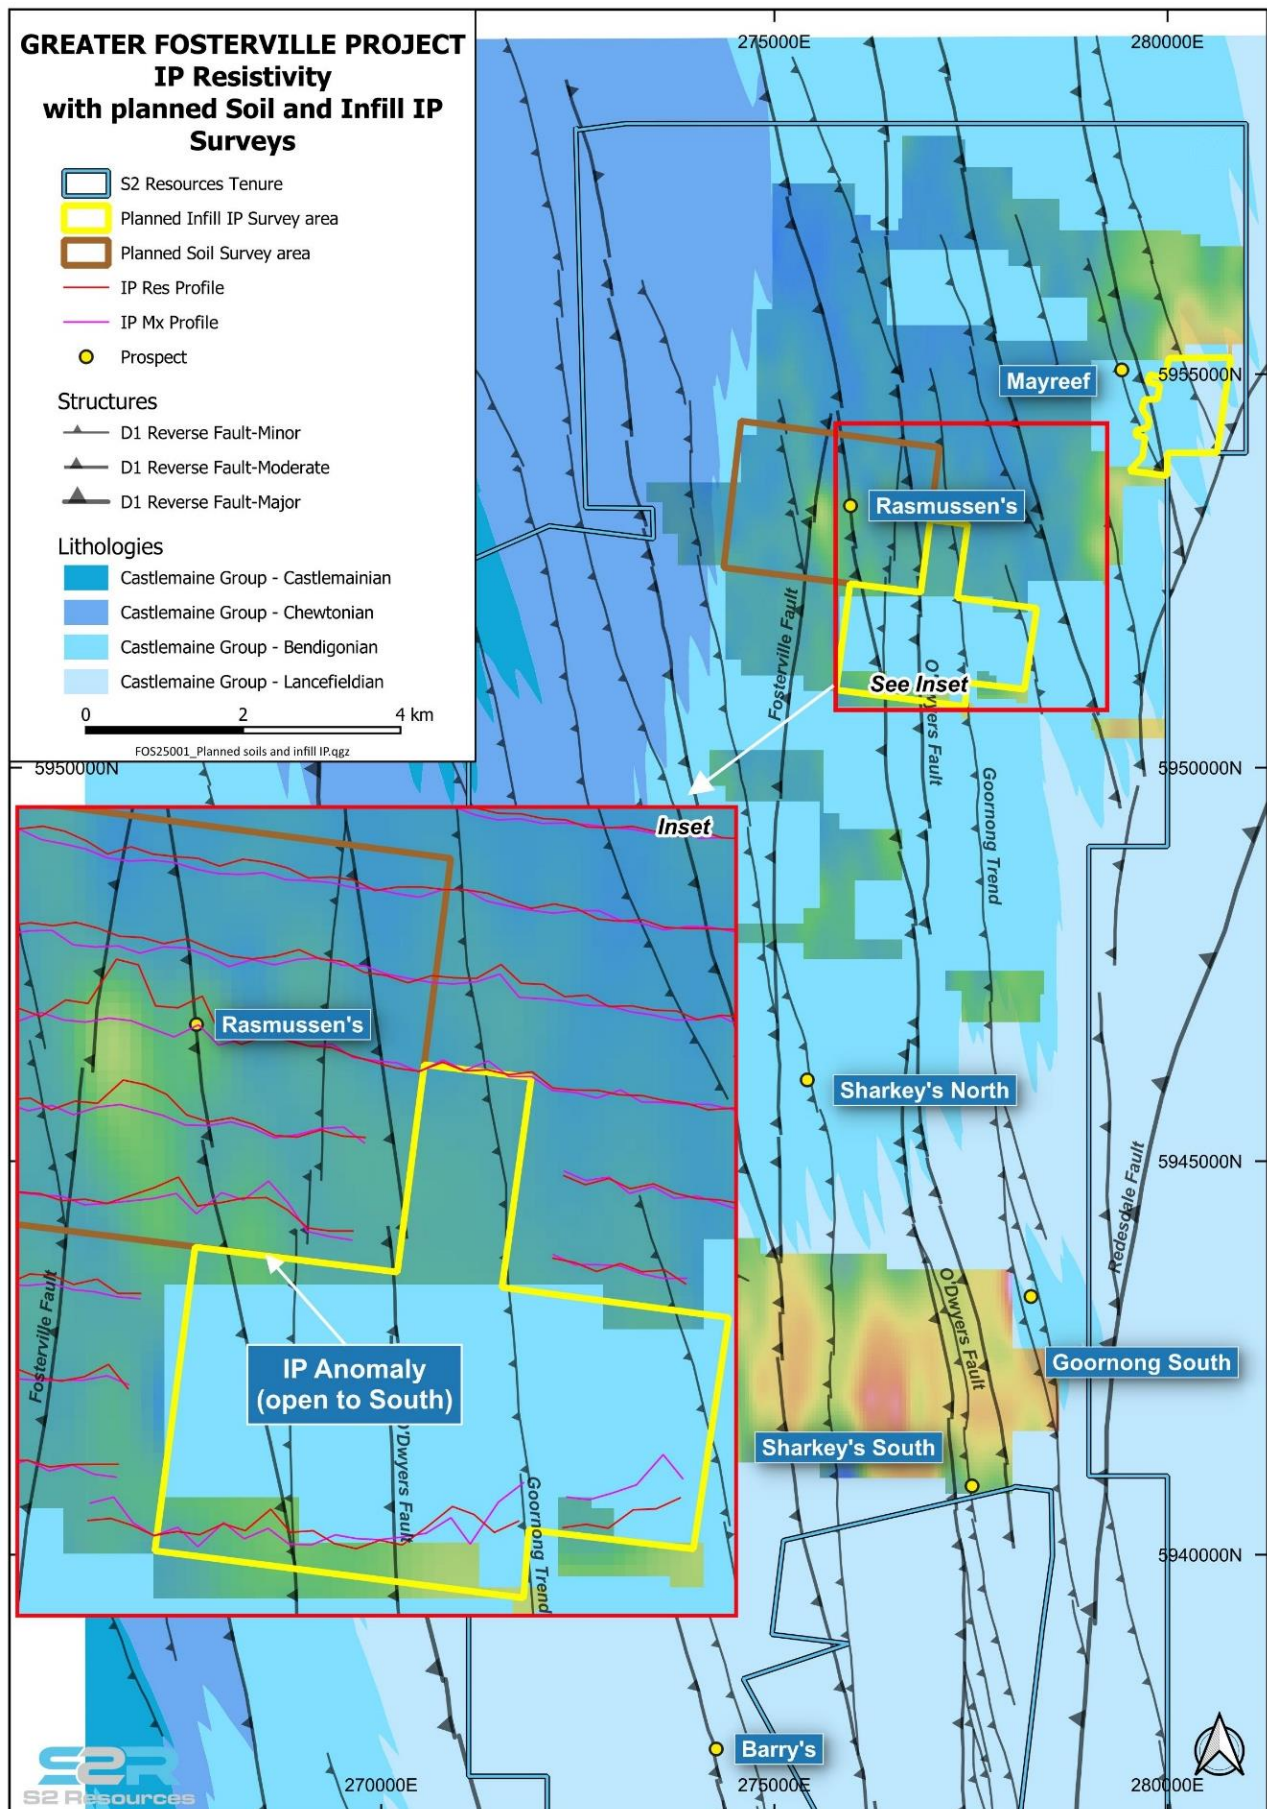 GREATER FOSTERVILLE PROJECT
IP Resistivity
with planned Soil and Infill IP
Surveys
S2 Resources Tenure
Planned Infill IP Survey area
Planned Soil Survey area
IP Res Profile
IP Mx Profile
Prospect
Structures
D1 Reverse Fault-Minor
D1 Reverse Fault-Moderate
D1 Reverse Fault-Major
Lithologies
Castlemaine Group - Castlemainian
Castlemaine Group - Chewtonian
Castlemaine Group - Bendigonian
Castlemaine Group - Lancefieldian
0 2 4 km
FOS25001_Planned soils and infill IP.qgz
275000E
280000E
Mayreef
5955000N
Rasmussen's
Fosterville Fault
See Inset
O'Dwyers Fault
Goornong Trend
5950000N
5950000N
Inset
Rasmussen's
Sharkey's North
5945000N
Redesdale Fault
Fosterville Fault
IP Anomaly
(open to South)
O'Dwyers Fault
Goornong South
Sharkey's South
O'Dwyers Fault
Goornong Trend
5940000N
Barry's
270000E
275000E
280000E
S2R
S2 Resources